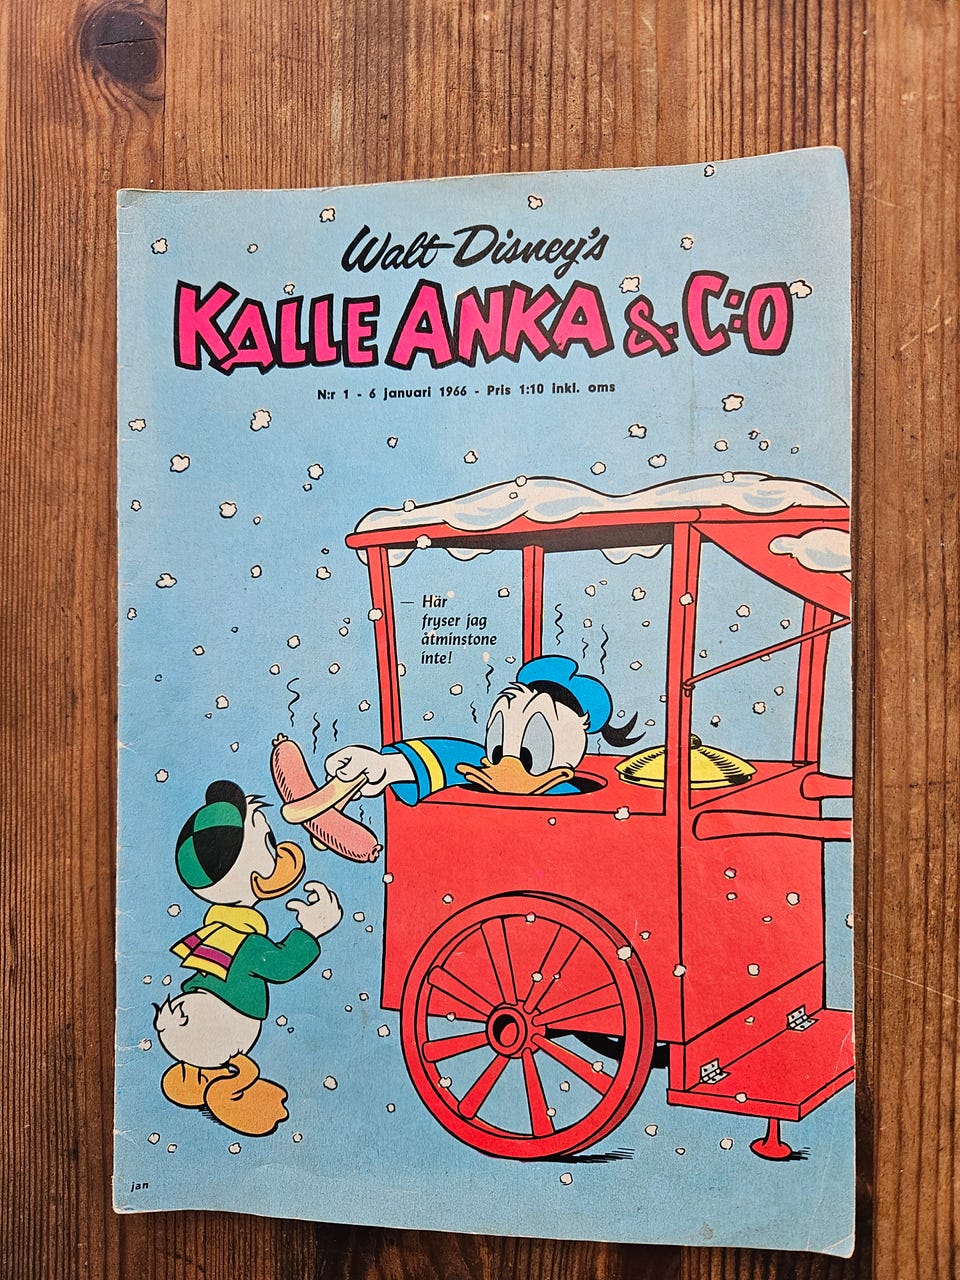 Walt Disney's
KALLE ANKA & C:O
N:r 1 - 6 januari 1966 - Pris 1:10 inkl. oms
— Här
fryser jag
åtminstone
inte!
jan